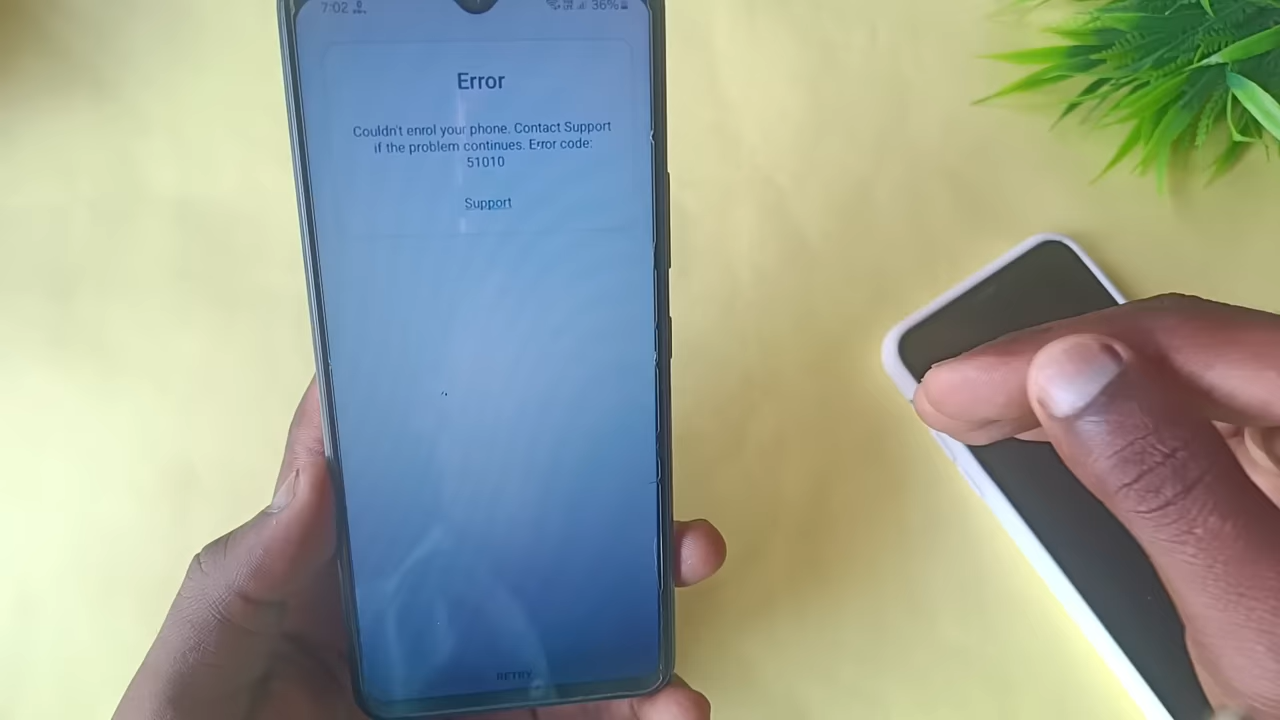 7:02 36%
Error
Couldn't enrol your phone. Contact Support
if the problem continues. Error code:
51010
Support
RETRY